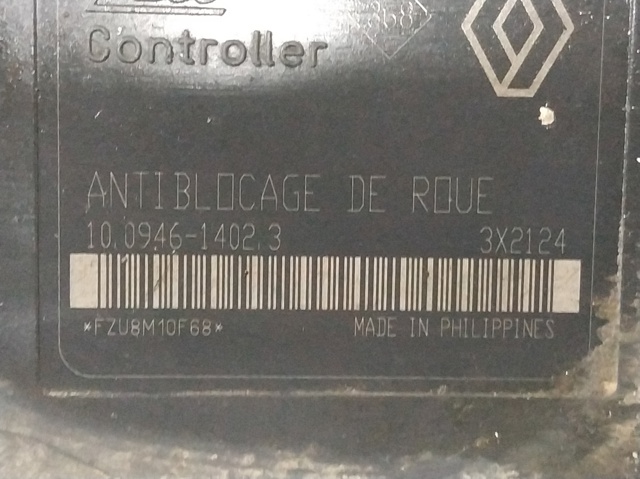 Controller
ANTIBLOCAGE DE ROUE
10.0946-1402.3 3X2124
*FZU8M10F68*
MADE IN PHILIPPINES